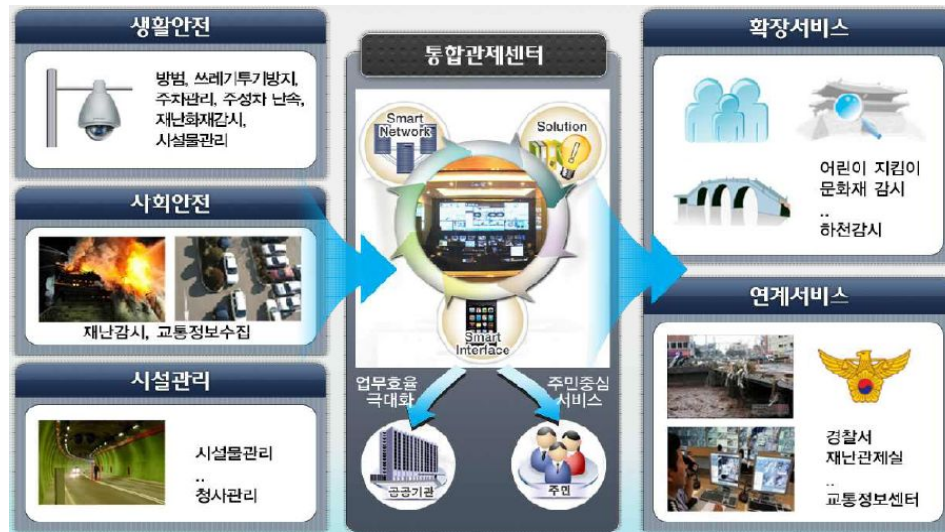 생활안전
방범, 쓰레기투기방지,
주차관리, 주정차 단속,
재난화재감시,
시설물관리
사회안전
재난감시, 교통정보수집
시설관리
시설물관리
..
청사관리
통합관제센터
Smart
Network
Solution
Smart
Interface
업무효율
극대화
주민중심
서비스
공공기관
주민
확장서비스
어린이 지킴이
문화재 감시
..
하천감시
연계서비스
경찰서
재난관제실
..
교통정보센터